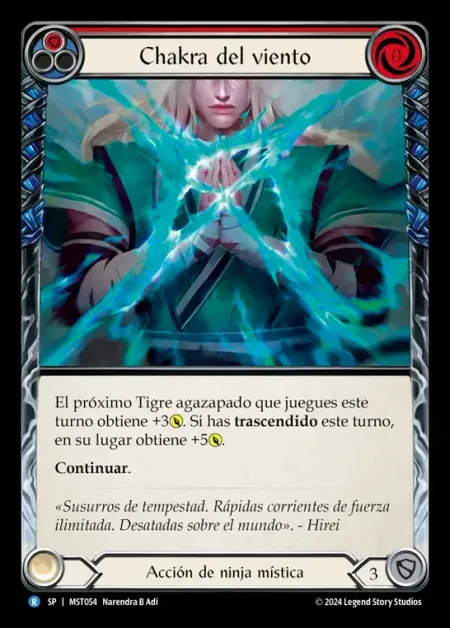 Chakra del viento
0
El próximo Tigre agazapado que juegues este
turno obtiene +3. Si has trascendido este turno,
en su lugar obtiene +5.
Continuar.
«Susurros de tempestad. Rápidas corrientes de fuerza
ilimitada. Desatadas sobre el mundo». - Hirei
Acción de ninja mística
3
R SP | MST054 Narendra B Adi
© 2024 Legend Story Studios